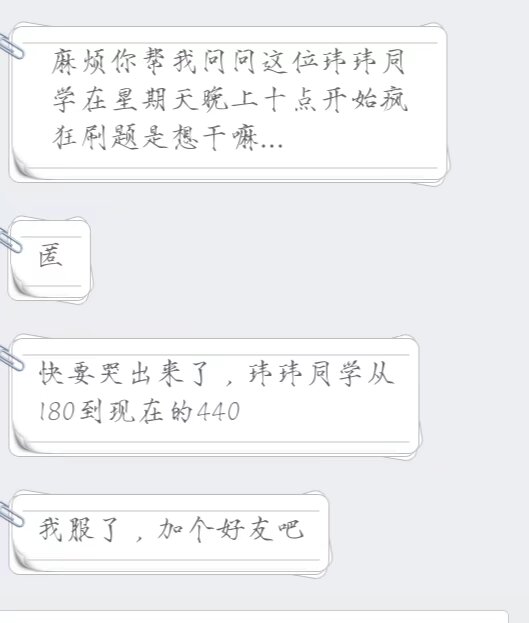 麻烦你帮我问问这位玮玮同
学在星期天晚上十点开始疯
狂刷题是想干嘛...
匿
快要哭出来了，玮玮同学从
180到现在的440
我服了，加个好友吧